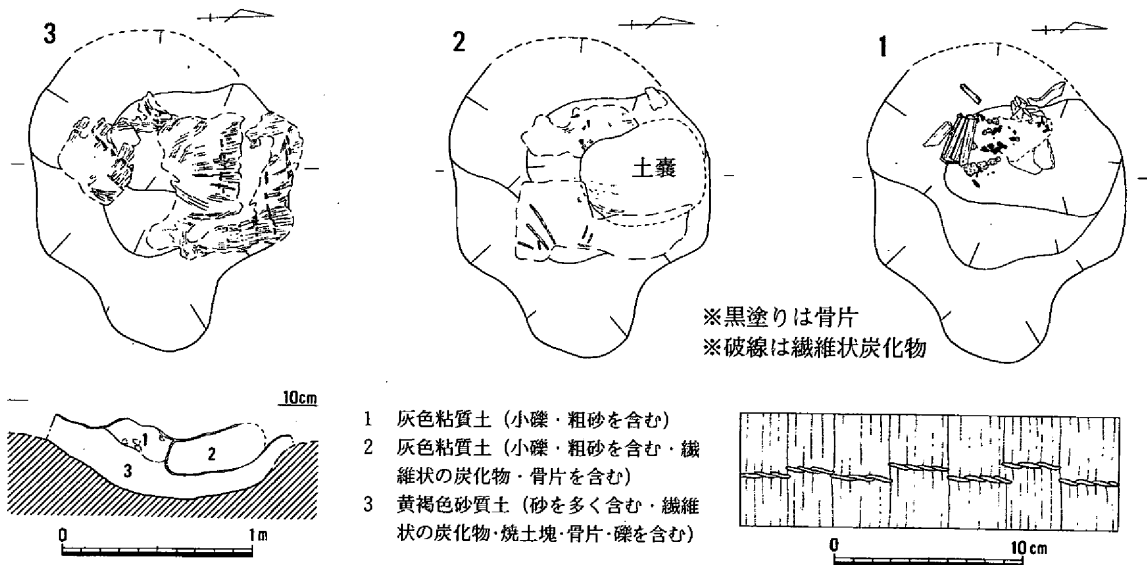 3
2
1
土嚢
※黒塗りは骨片
※破線は繊維状炭化物
10cm
1
2
3
0 1m
1 灰色粘質土（小礫・粗砂を含む）
2 灰色粘質土（小礫・粗砂を含む・繊
維状の炭化物・骨片を含む）
3 黄褐色砂質土（砂を多く含む・繊維
状の炭化物・焼土塊・骨片・礫を含む）
0 10cm